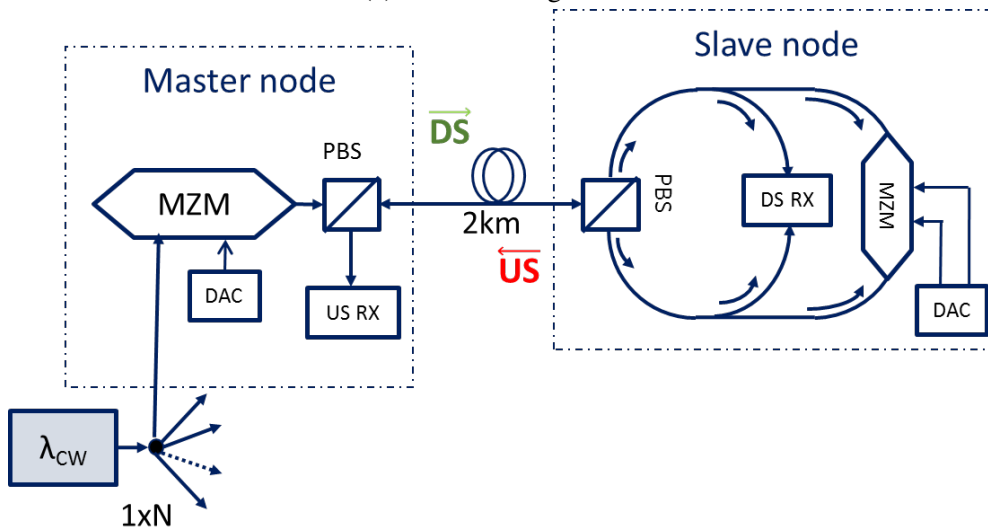 Slave node
Master node
DS
PBS
MZM
2km
US
DAC
US RX
PBS
DS RX
MZM
DAC
λCW
1xN